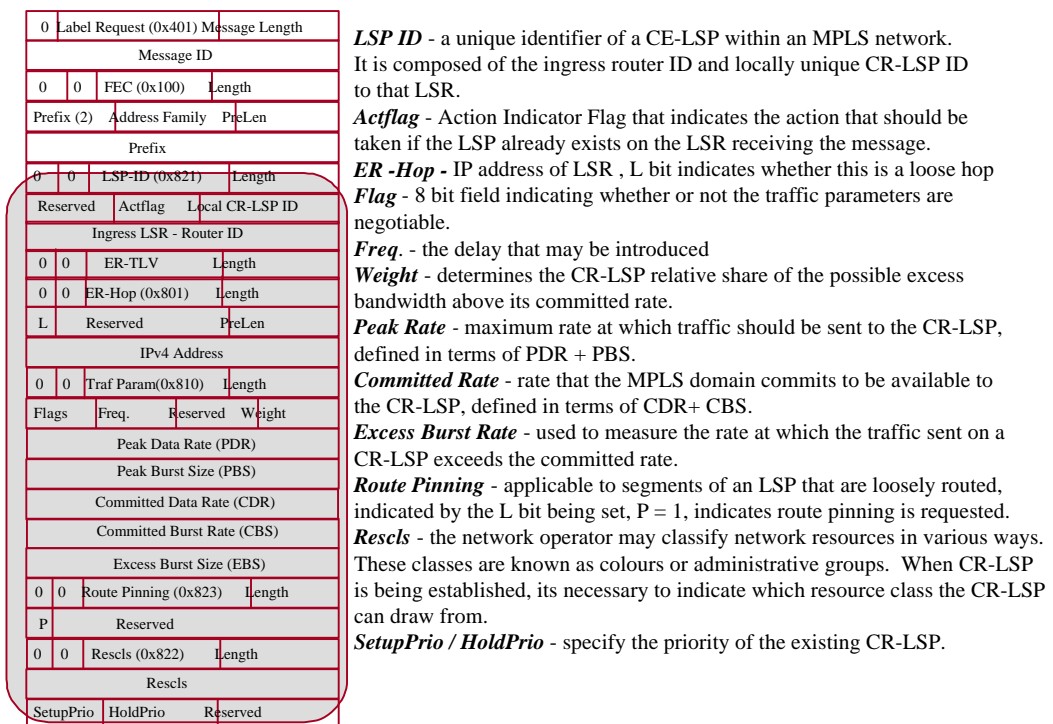 0 Label Request (0x401) Message Length
Message ID
0 0 FEC (0x100) Length
Prefix (2) Address Family PreLen
Prefix
0 0 LSP-ID (0x821) Length
Reserved Actflag Local CR-LSP ID
Ingress LSR - Router ID
0 0 ER-TLV Length
0 0 ER-Hop (0x801) Length
L Reserved PreLen
IPv4 Address
0 0 Traf Param(0x810) Length
Flags Freq. Reserved Weight
Peak Data Rate (PDR)
Peak Burst Size (PBS)
Committed Data Rate (CDR)
Committed Burst Rate (CBS)
Excess Burst Size (EBS)
0 0 Route Pinning (0x823) Length
P Reserved
0 0 Rescls (0x822) Length
Rescls
SetupPrio HoldPrio Reserved
LSP ID - a unique identifier of a CE-LSP within an MPLS network.
It is composed of the ingress router ID and locally unique CR-LSP ID
to that LSR.
Actflag - Action Indicator Flag that indicates the action that should be
taken if the LSP already exists on the LSR receiving the message.
ER -Hop - IP address of LSR , L bit indicates whether this is a loose hop
Flag - 8 bit field indicating whether or not the traffic parameters are
negotiable.
Freq. - the delay that may be introduced
Weight - determines the CR-LSP relative share of the possible excess
bandwidth above its committed rate.
Peak Rate - maximum rate at which traffic should be sent to the CR-LSP,
defined in terms of PDR + PBS.
Committed Rate - rate that the MPLS domain commits to be available to
the CR-LSP, defined in terms of CDR+ CBS.
Excess Burst Rate - used to measure the rate at which the traffic sent on a
CR-LSP exceeds the committed rate.
Route Pinning - applicable to segments of an LSP that are loosely routed,
indicated by the L bit being set, P = 1, indicates route pinning is requested.
Rescls - the network operator may classify network resources in various ways.
These classes are known as colours or administrative groups. When CR-LSP
is being established, its necessary to indicate which resource class the CR-LSP
can draw from.
SetupPrio / HoldPrio - specify the priority of the existing CR-LSP.